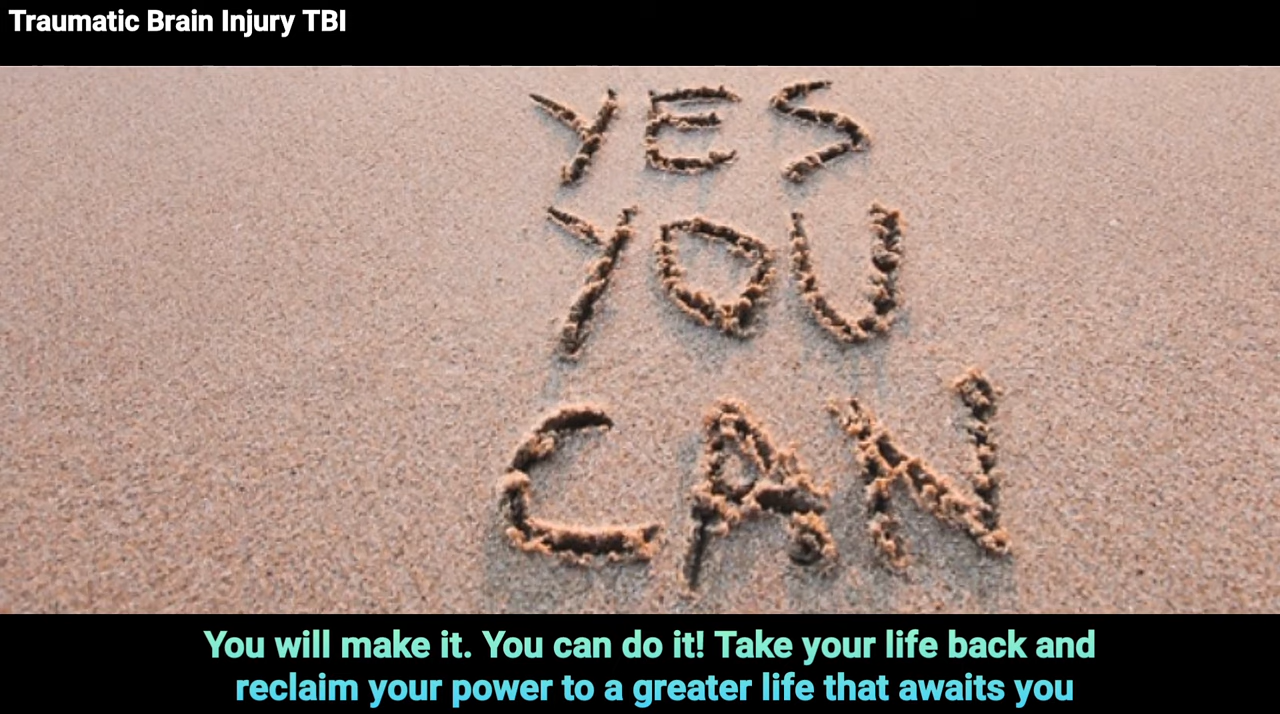 Traumatic Brain Injury TBI
YES
YOU
CAN
You will make it. You can do it! Take your life back and
reclaim your power to a greater life that awaits you